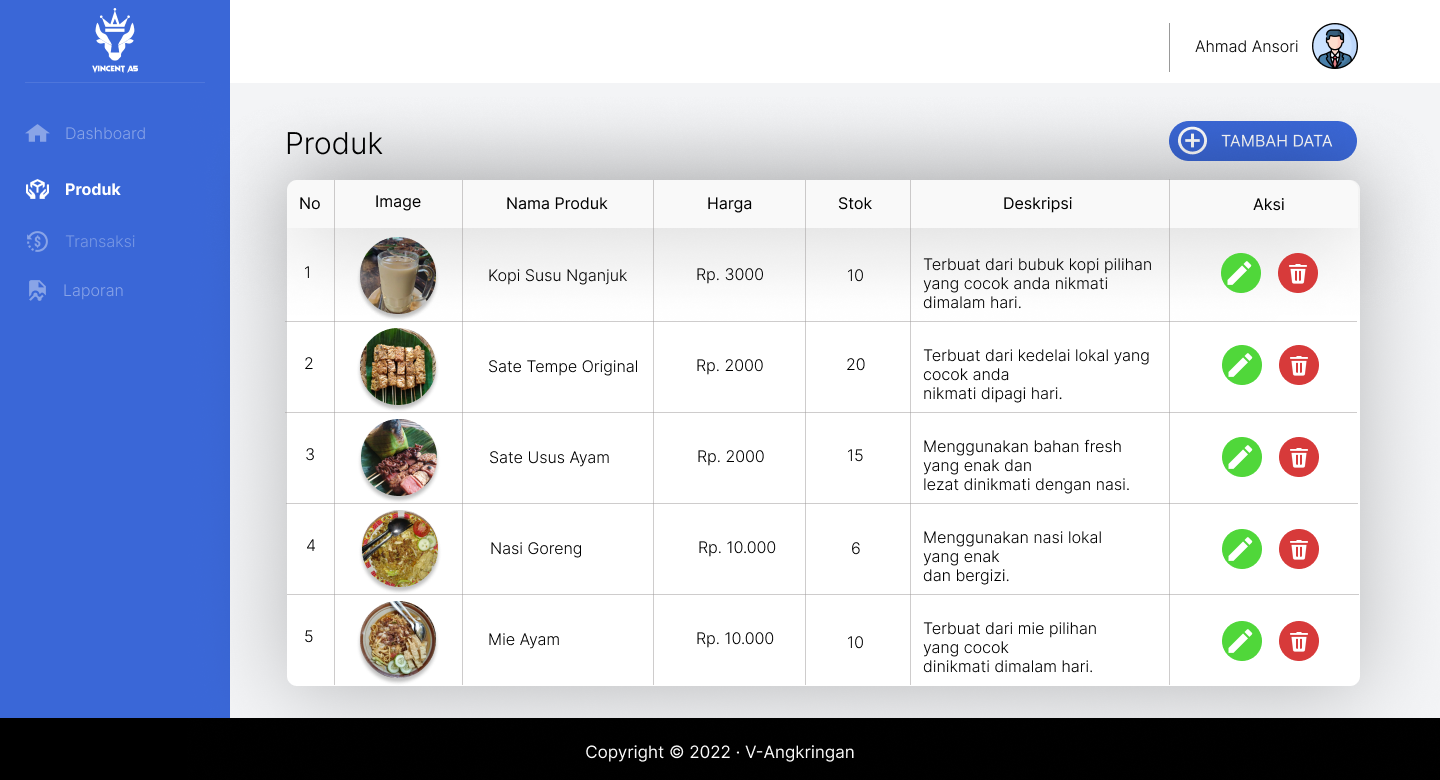 VINCENT A5
Ahmad Ansori
Dashboard
Produk
Transaksi
Laporan
Produk
TAMBAH DATA
No Image Nama Produk Harga Stok Deskripsi Aksi
1 Kopi Susu Nganjuk Rp. 3000 10 Terbuat dari bubuk kopi pilihan
yang cocok anda nikmati
dimalam hari.
2 Sate Tempe Original Rp. 2000 20 Terbuat dari kedelai lokal yang
cocok anda
nikmati dipagi hari.
3 Sate Usus Ayam Rp. 2000 15 Menggunakan bahan fresh
yang enak dan
lezat dinikmati dengan nasi.
4 Nasi Goreng Rp. 10.000 6 Menggunakan nasi lokal
yang enak
dan bergizi.
5 Mie Ayam Rp. 10.000 10 Terbuat dari mie pilihan
yang cocok
dinikmati dimalam hari.
Copyright © 2022 · V-Angkringan